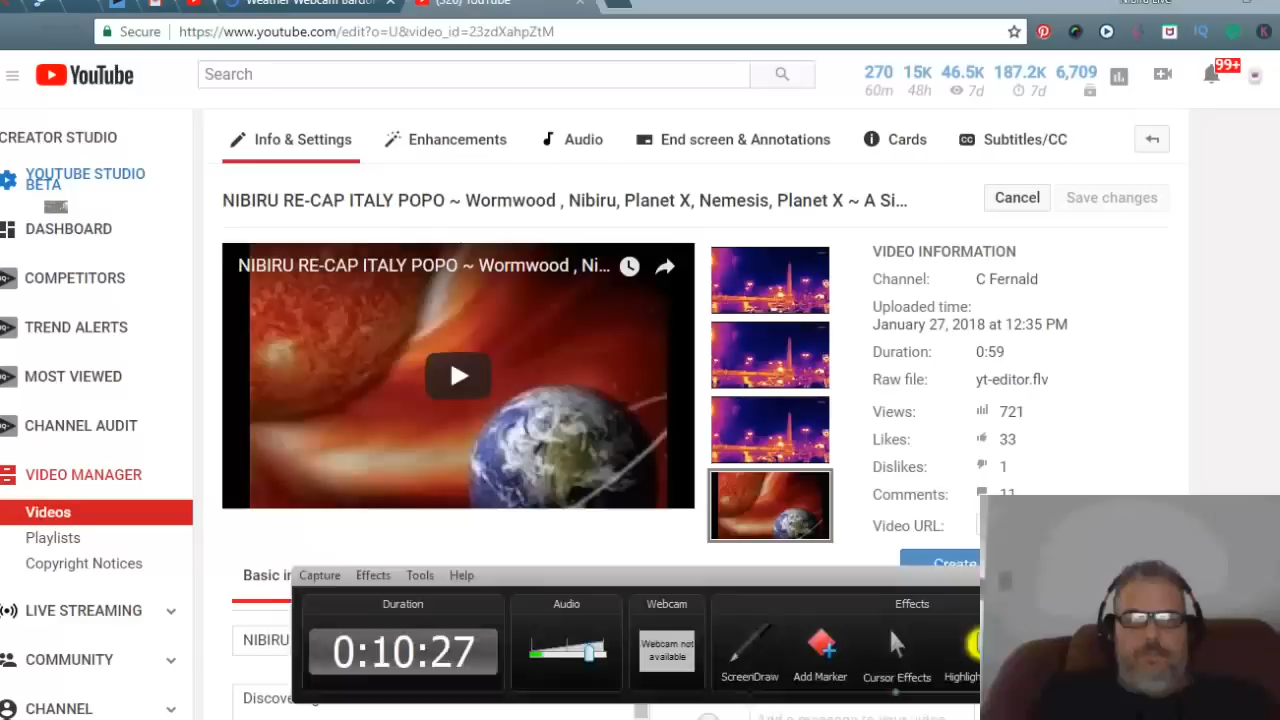 Secure
https://www.youtube.com/edit?o=U&video_id=23zdXahpZtM
YouTube
Search
270 15K 46.5K 187.2K 6,709
60m 48h 7d 7d
99+
CREATOR STUDIO
YOUTUBE STUDIO
BETA
DASHBOARD
COMPETITORS
TREND ALERTS
MOST VIEWED
CHANNEL AUDIT
VIDEO MANAGER
Videos
Playlists
Copyright Notices
LIVE STREAMING
COMMUNITY
CHANNEL
Info & Settings
Enhancements
Audio
End screen & Annotations
Cards
Subtitles/CC
NIBIRU RE-CAP ITALY POPO ~ Wormwood , Nibiru, Planet X, Nemesis, Planet X ~ A Si...
Cancel
Save changes
NIBIRU RE-CAP ITALY POPO ~ Wormwood , Ni...
VIDEO INFORMATION
Channel: C Fernald
Uploaded time:
January 27, 2018 at 12:35 PM
Duration: 0:59
Raw file: yt-editor.flv
Views: 721
Likes: 33
Dislikes: 1
Comments: 11
Video URL:
Create
Basic in
NIBIRU
Capture Effects Tools Help
Duration
0:10:27
Audio
Webcam
Webcam not
available
Effects
ScreenDraw
Add Marker
Cursor Effects
Highligh